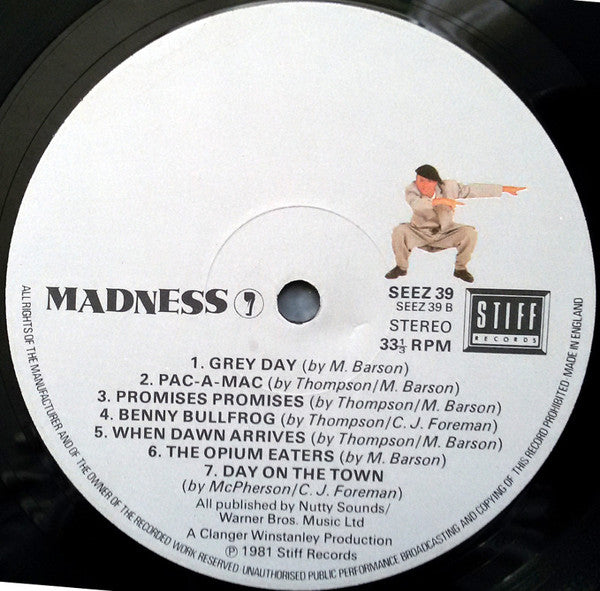 MADNESS 7
SEEZ 39
SEEZ 39 B
STEREO
33⅓ RPM
STIFF
RECORDS
1. GREY DAY (by M. Barson)
2. PAC-A-MAC (by Thompson/M. Barson)
3. PROMISES PROMISES (by Thompson/M. Barson)
4. BENNY BULLFROG (by Thompson/C. J. Foreman)
5. WHEN DAWN ARRIVES (by Thompson/M. Barson)
6. THE OPIUM EATERS (by M. Barson)
7. DAY ON THE TOWN
(by McPherson/C. J. Foreman)
All published by Nutty Sounds/
Warner Bros. Music Ltd
A Clanger Winstanley Production
℗ 1981 Stiff Records
ALL RIGHTS OF THE MANUFACTURER AND OF THE OWNER OF THE RECORDED WORK RESERVED UNAUTHORISED PUBLIC PERFORMANCE BROADCASTING AND COPYING OF THIS RECORD PROHIBITED MADE IN ENGLAND